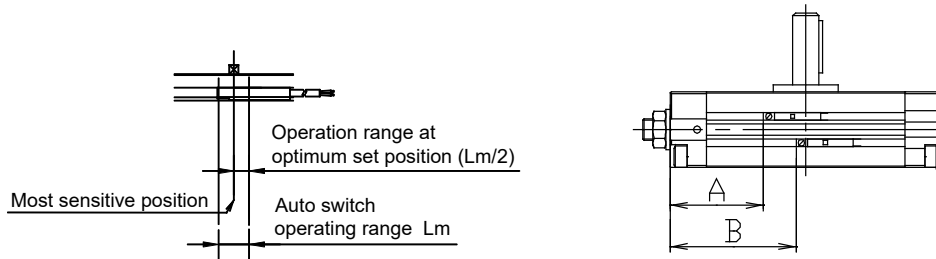 Operation range at
optimum set position (Lm/2)
Most sensitive position
Auto switch
operating range Lm
A
B